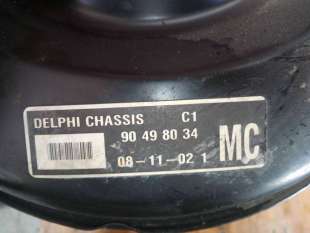 DELPHI CHASSIS C1
90 49 80 34
08-11-02 1 MC